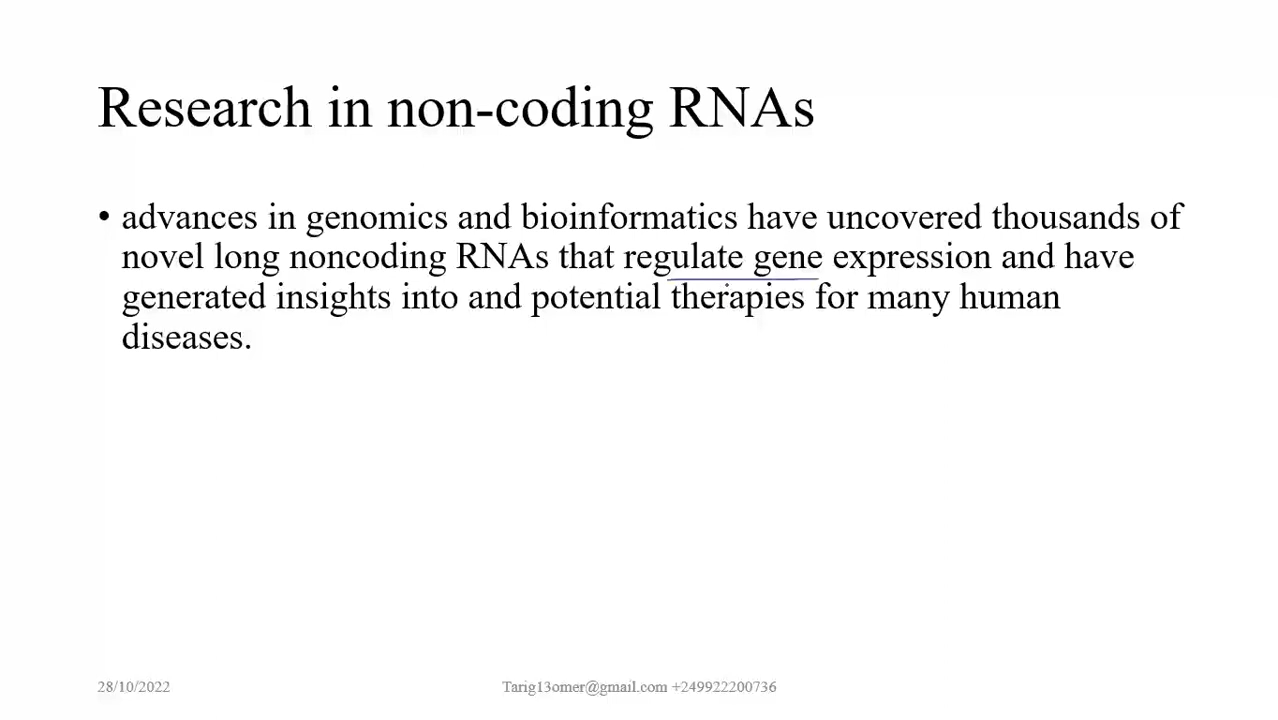 Research in non-coding RNAs
• advances in genomics and bioinformatics have uncovered thousands of
novel long noncoding RNAs that regulate gene expression and have
generated insights into and potential therapies for many human
diseases.
28/10/2022 Tarig13omer@gmail.com +249922200736